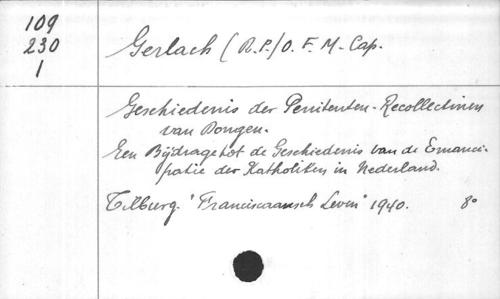 109
230
1
Gerlach (R.P.) O. F. M. Cap.
Geschiedenis der Penitenten-Recollectinen
van Dongen.
Een Bijdrage tot de Geschiedenis van de Emanci-
patie der Katholiken in Nederland.
Tilburg. "Franciscaansch Leven" 1940. 8°